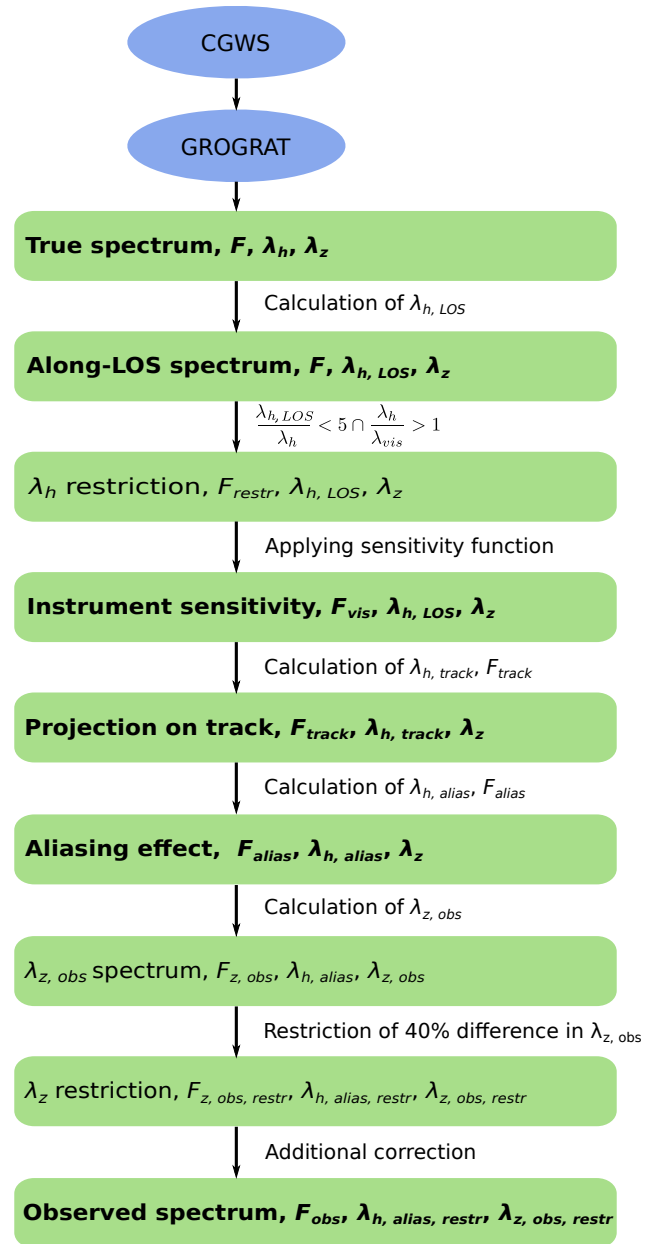 CGWS
GROGRAT
True spectrum, F, λh, λz
Calculation of λh, LOS
Along-LOS spectrum, F, λh, LOS, λz
λh,LOS/λh < 5 ∩ λh/λvis > 1
λh restriction, Frestr, λh, LOS, λz
Applying sensitivity function
Instrument sensitivity, Fvis, λh, LOS, λz
Calculation of λh, track, Ftrack
Projection on track, Ftrack, λh, track, λz
Calculation of λh, alias, Falias
Aliasing effect, Falias, λh, alias, λz
Calculation of λz, obs
λz, obs spectrum, Fz, obs, λh, alias, λz, obs
Restriction of 40% difference in λz, obs
λz restriction, Fz, obs, restr, λh, alias, restr, λz, obs, restr
Additional correction
Observed spectrum, Fobs, λh, alias, restr, λz, obs, restr